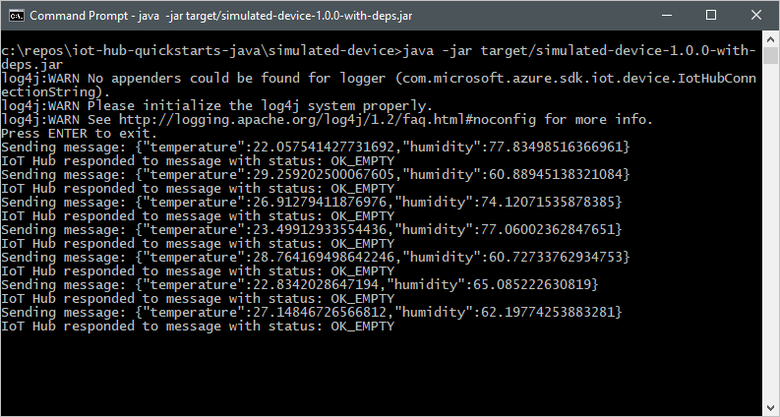 Command Prompt - java  -jar target/simulated-device-1.0.0-with-deps.jar
c:\repos\iot-hub-quickstarts-java\simulated-device>java -jar target/simulated-device-1.0.0-with-
deps.jar
log4j:WARN No appenders could be found for logger (com.microsoft.azure.sdk.iot.device.IotHubConn
ectionString).
log4j:WARN Please initialize the log4j system properly.
log4j:WARN See http://logging.apache.org/log4j/1.2/faq.html#noconfig for more info.
Press ENTER to exit.
Sending message: {"temperature":22.057541427731692,"humidity":77.83498516366961}
IoT Hub responded to message with status: OK_EMPTY
Sending message: {"temperature":29.259202500067605,"humidity":60.88945138321084}
IoT Hub responded to message with status: OK_EMPTY
Sending message: {"temperature":26.91279411876976,"humidity":74.12071535878385}
IoT Hub responded to message with status: OK_EMPTY
Sending message: {"temperature":23.49912933554436,"humidity":77.06002362847651}
IoT Hub responded to message with status: OK_EMPTY
Sending message: {"temperature":28.764169498642246,"humidity":60.72733762934753}
IoT Hub responded to message with status: OK_EMPTY
Sending message: {"temperature":22.8342028647194,"humidity":65.085222630819}
IoT Hub responded to message with status: OK_EMPTY
Sending message: {"temperature":27.14846726566812,"humidity":62.19774253883281}
IoT Hub responded to message with status: OK_EMPTY